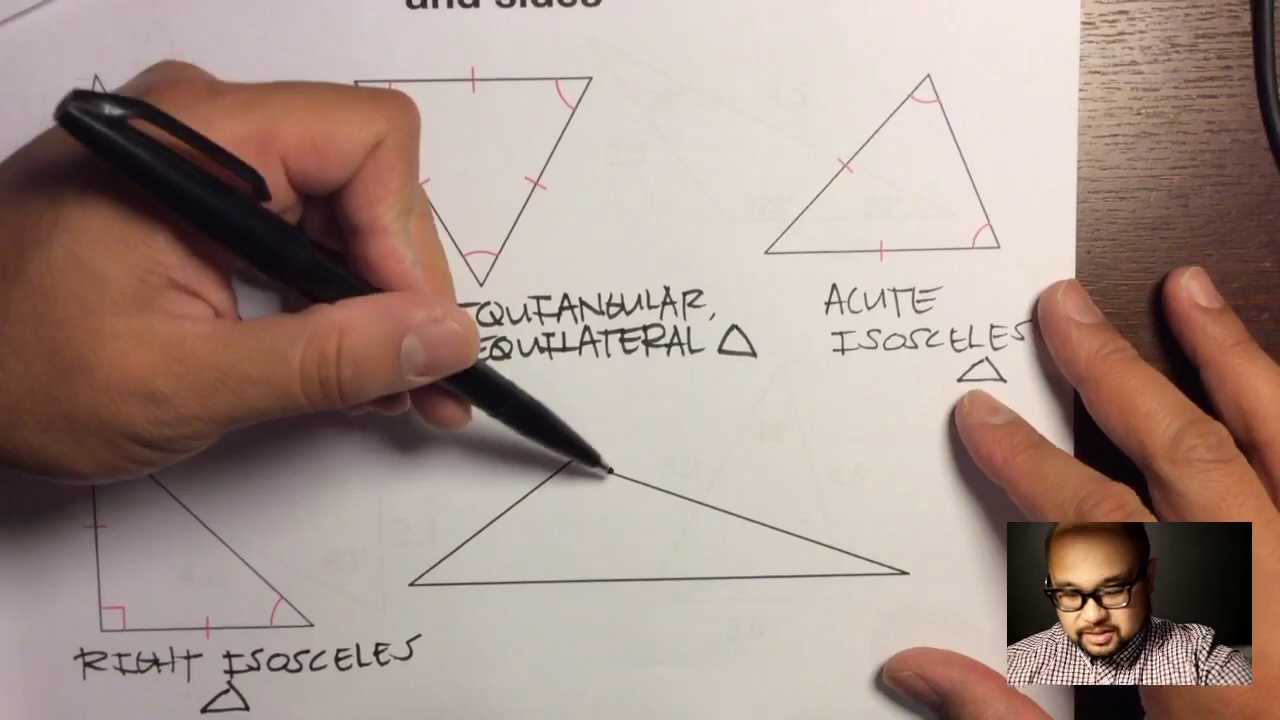 and sides
EQUIANGULAR,
EQUILATERAL △
ACUTE
ISOSCELES
△
RIGHT ISOSCELES
△